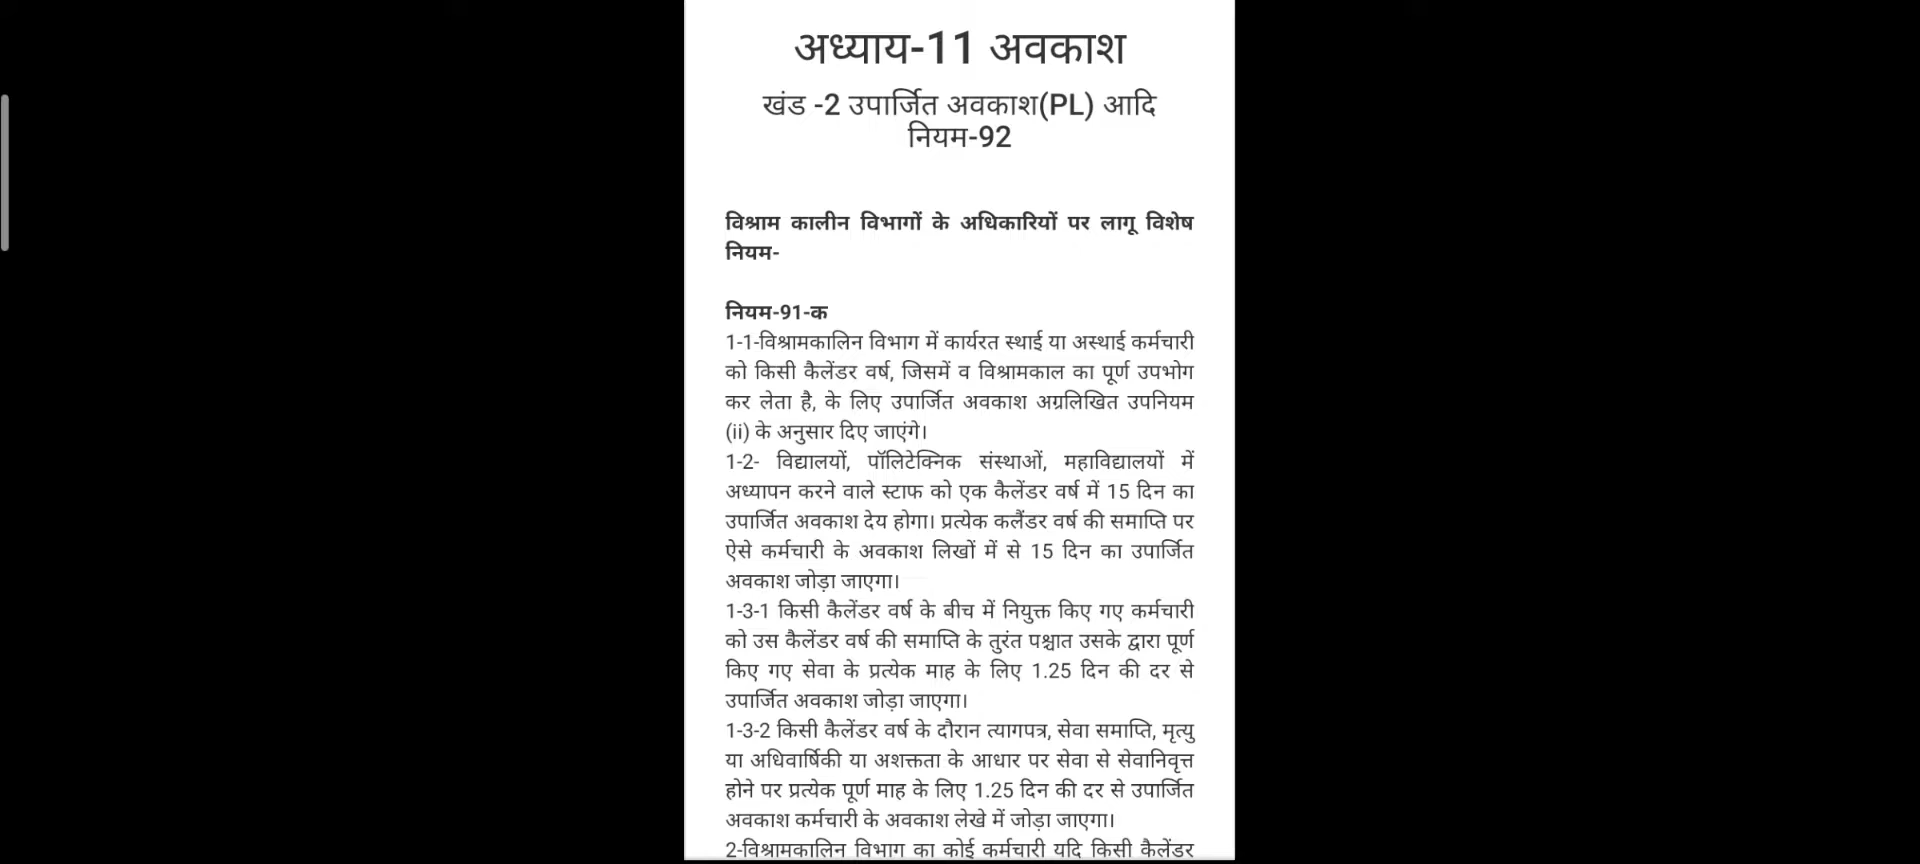 अध्याय-11 अवकाश
खंड -2 उपार्जित अवकाश(PL) आदि
नियम-92
विश्राम कालीन विभागों के अधिकारियों पर लागू विशेष
नियम-
नियम-91-क
1-1-विश्रामकालिन विभाग में कार्यरत स्थाई या अस्थाई कर्मचारी
को किसी कैलेंडर वर्ष, जिसमें व विश्रामकाल का पूर्ण उपभोग
कर लेता है, के लिए उपार्जित अवकाश अग्रलिखित उपनियम
(ii) के अनुसार दिए जाएंगे।
1-2- विद्यालयों, पॉलिटेक्निक संस्थाओं, महाविद्यालयों में
अध्यापन करने वाले स्टाफ को एक कैलेंडर वर्ष में 15 दिन का
उपार्जित अवकाश देय होगा। प्रत्येक कलैंडर वर्ष की समाप्ति पर
ऐसे कर्मचारी के अवकाश लिखों में से 15 दिन का उपार्जित
अवकाश जोड़ा जाएगा।
1-3-1 किसी कैलेंडर वर्ष के बीच में नियुक्त किए गए कर्मचारी
को उस कैलेंडर वर्ष की समाप्ति के तुरंत पश्चात उसके द्वारा पूर्ण
किए गए सेवा के प्रत्येक माह के लिए 1.25 दिन की दर से
उपार्जित अवकाश जोड़ा जाएगा।
1-3-2 किसी कैलेंडर वर्ष के दौरान त्यागपत्र, सेवा समाप्ति, मृत्यु
या अधिवार्षिकी या अशक्तता के आधार पर सेवा से सेवानिवृत्त
होने पर प्रत्येक पूर्ण माह के लिए 1.25 दिन की दर से उपार्जित
अवकाश कर्मचारी के अवकाश लेखे में जोड़ा जाएगा।
2-विश्रामकालिन विभाग का कोई कर्मचारी यदि किसी कैलेंडर